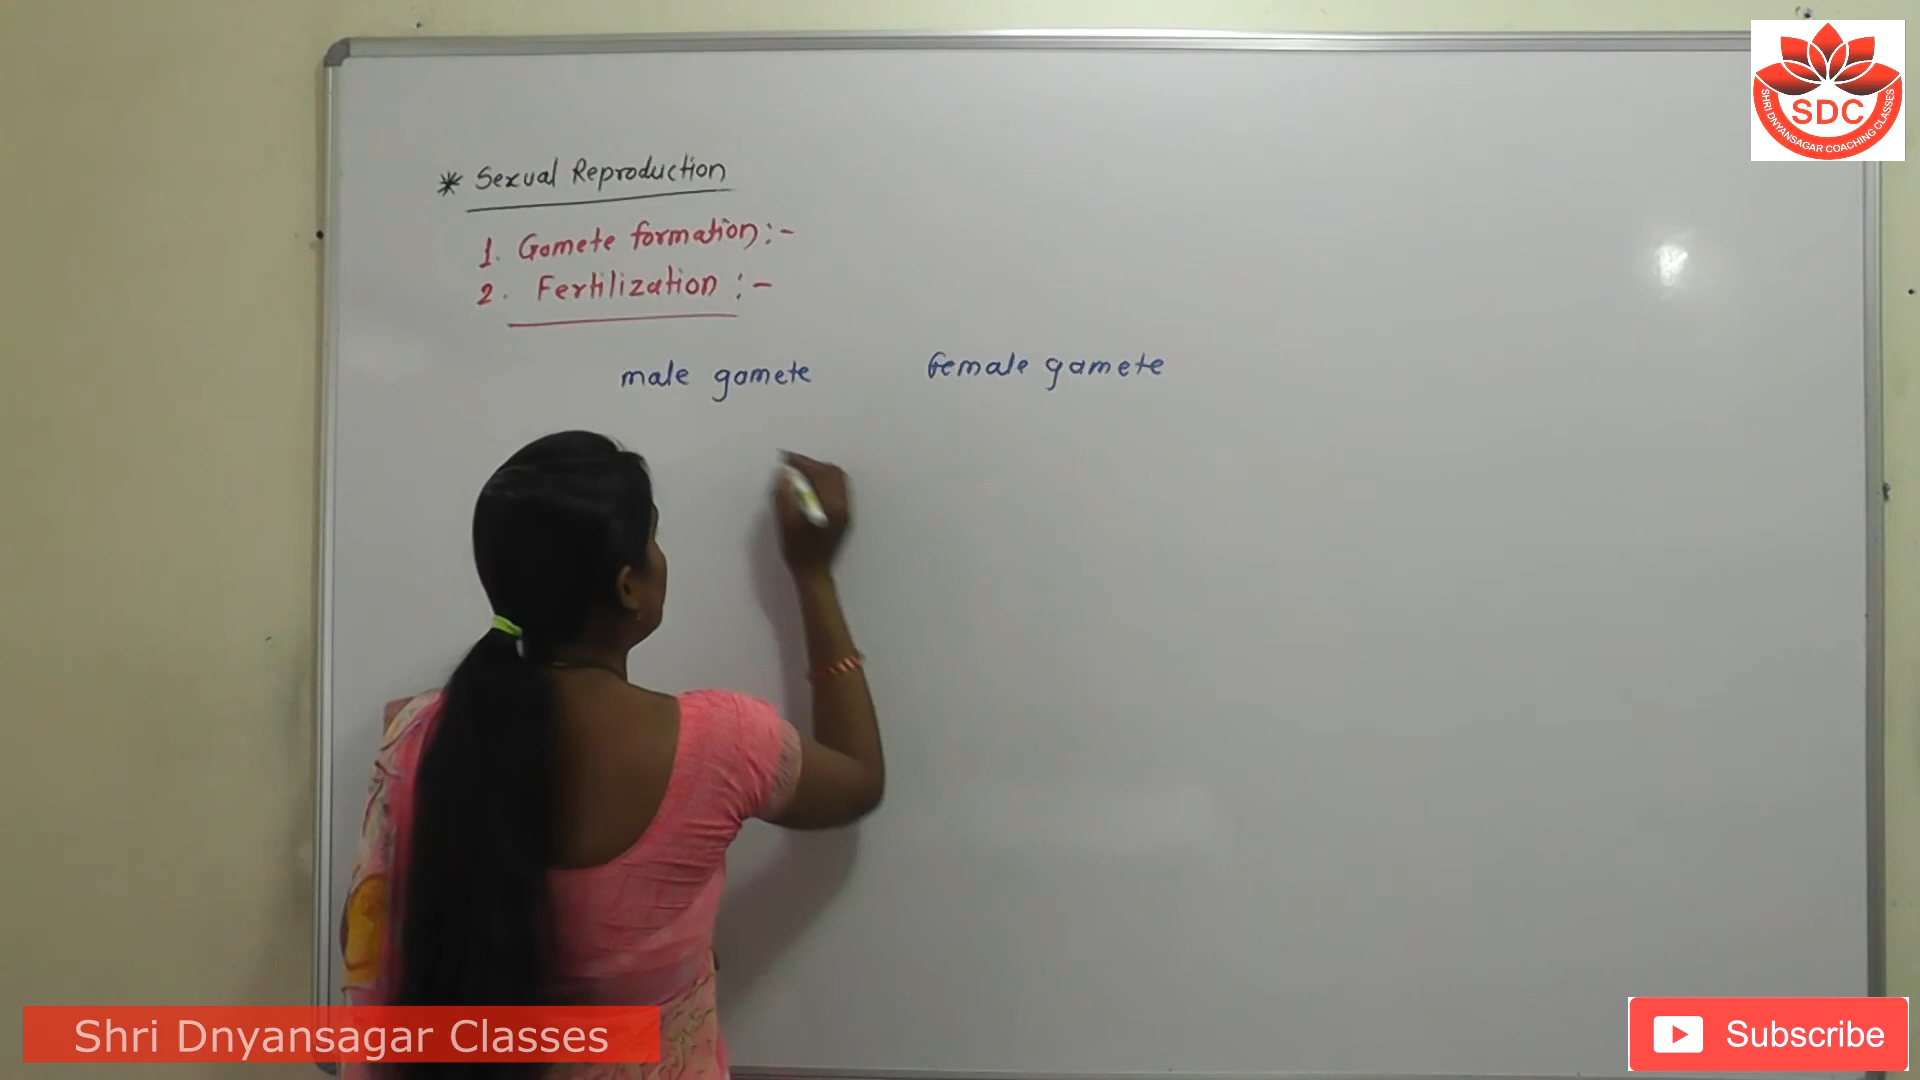 * Sexual Reproduction
1. Gamete formation:-
2. Fertilization :-
male gamete female gamete
SDC
SHRI DNYANSAGAR COACHING CLASSES
Shri Dnyansagar Classes
Subscribe